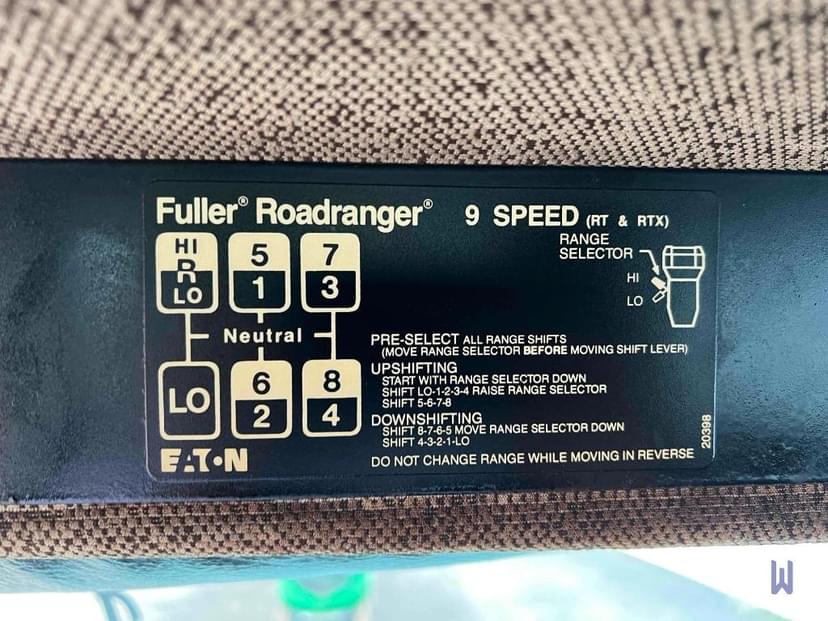 Fuller® Roadranger® 9 SPEED (RT & RTX)
RANGE
SELECTOR
HI
LO
HI
R
LO
5
1
7
3
Neutral
LO
6
2
8
4
PRE-SELECT ALL RANGE SHIFTS
(MOVE RANGE SELECTOR BEFORE MOVING SHIFT LEVER)
UPSHIFTING
START WITH RANGE SELECTOR DOWN
SHIFT LO-1-2-3-4 RAISE RANGE SELECTOR
SHIFT 5-6-7-8
DOWNSHIFTING
SHIFT 8-7-6-5 MOVE RANGE SELECTOR DOWN
SHIFT 4-3-2-1-LO
DO NOT CHANGE RANGE WHILE MOVING IN REVERSE
EATON
20398
W